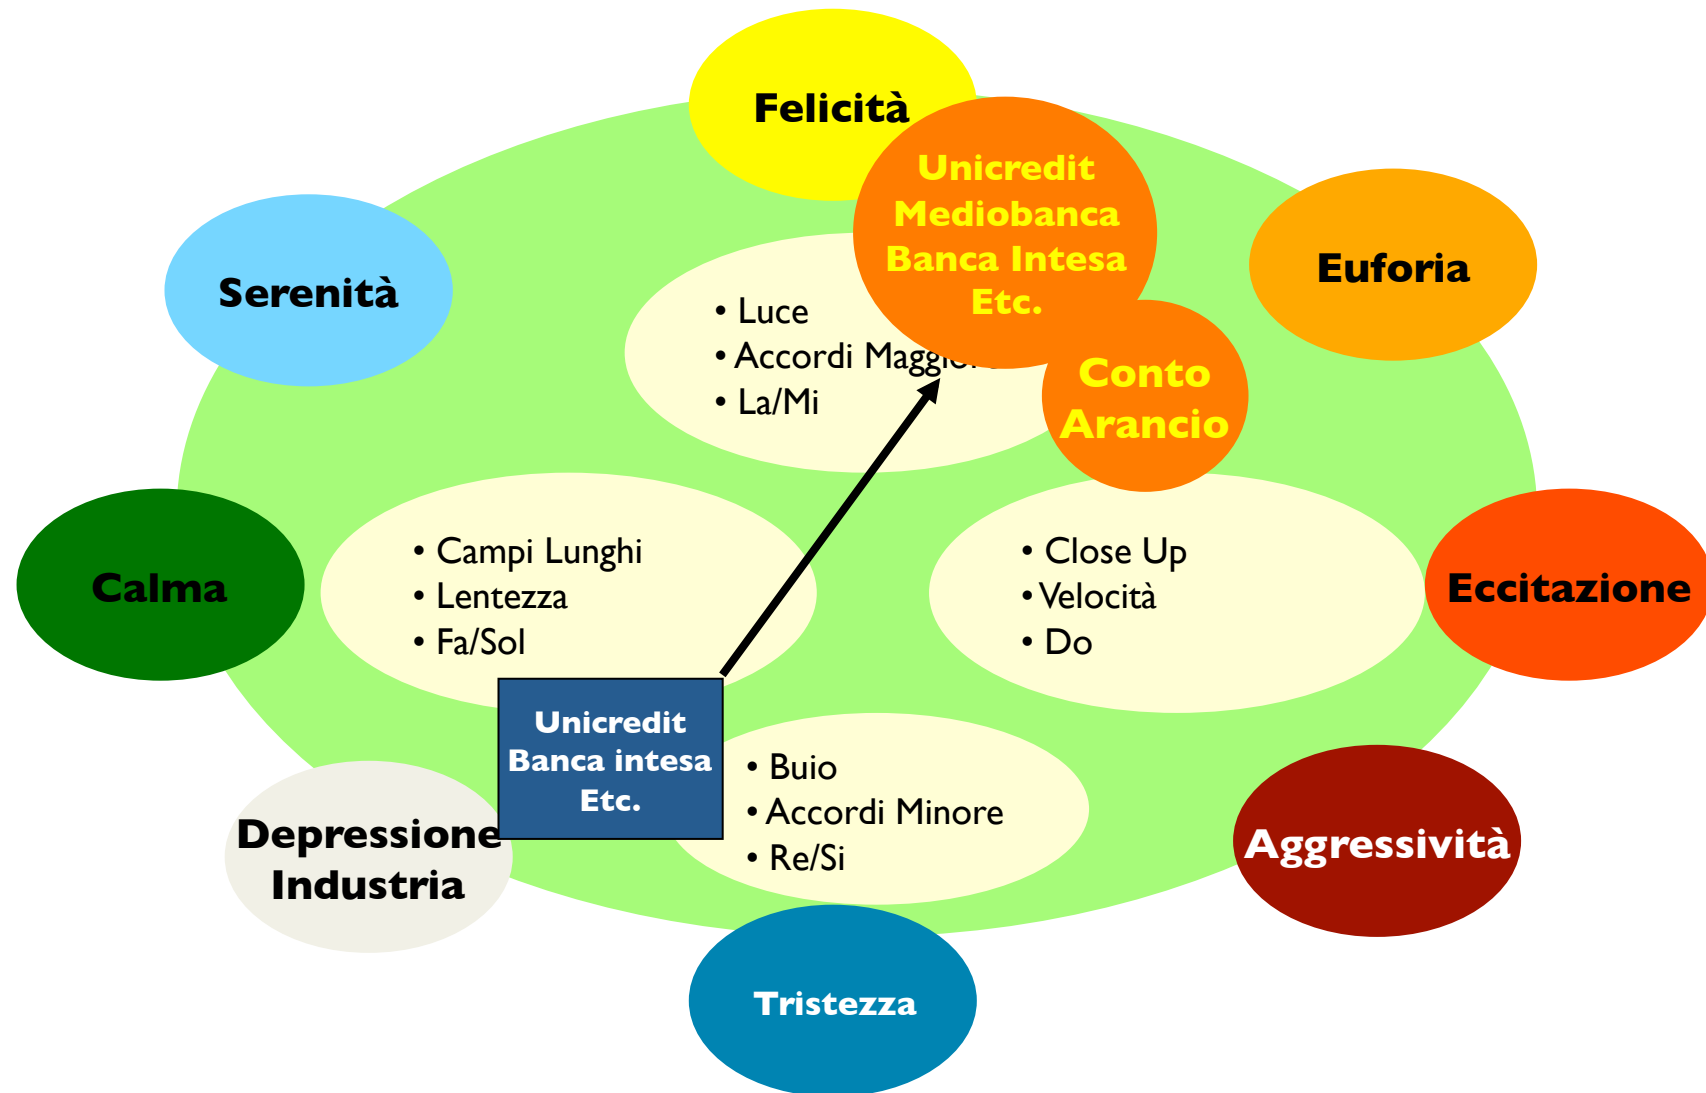 Felicità
Unicredit
Mediobanca
Banca Intesa
Etc.
Euforia
Serenità
• Luce
• Accordi
• La/Mi
Conto
Arancio
Calma
• Campi Lunghi
• Lentezza
• Fa/Sol
• Close Up
• Velocità
• Do
Eccitazione
Unicredit
Banca intesa
Etc.
• Buio
• Accordi Minore
• Re/Si
Depressione
Industria
Aggressività
Tristezza